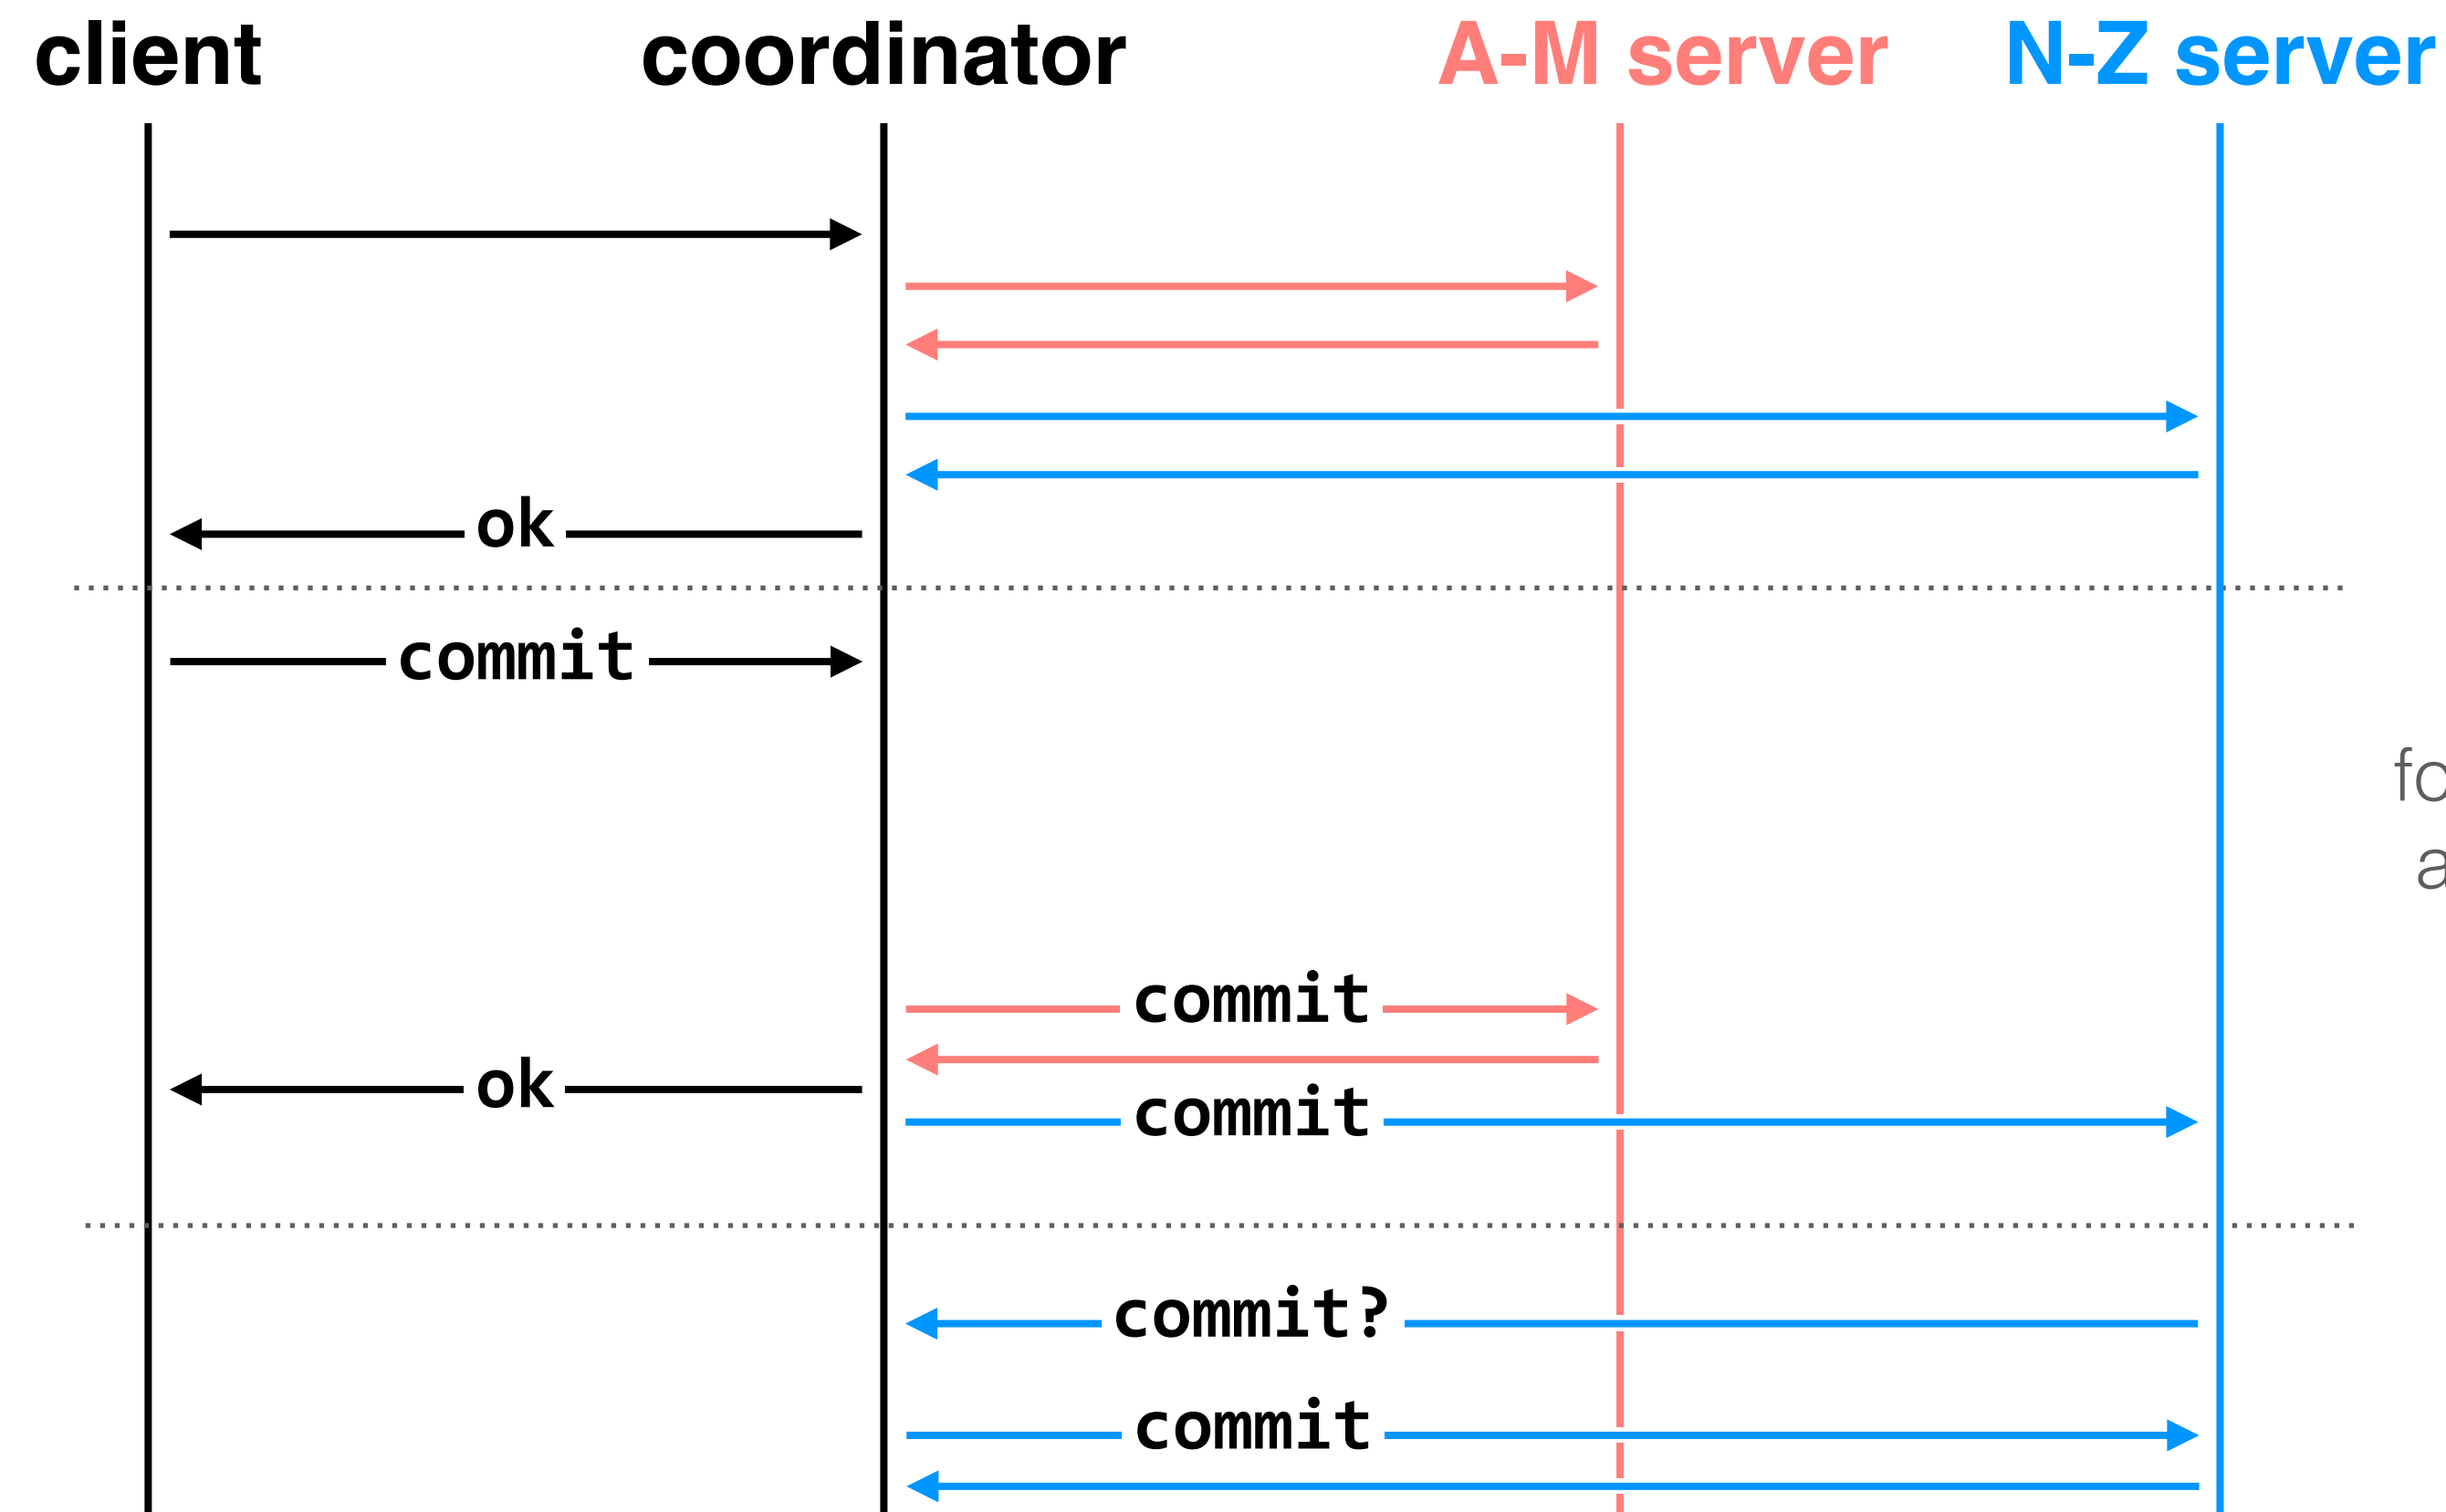 client coordinator A-M server N-Z server
ok
commit
commit
ok
commit
commit?
commit